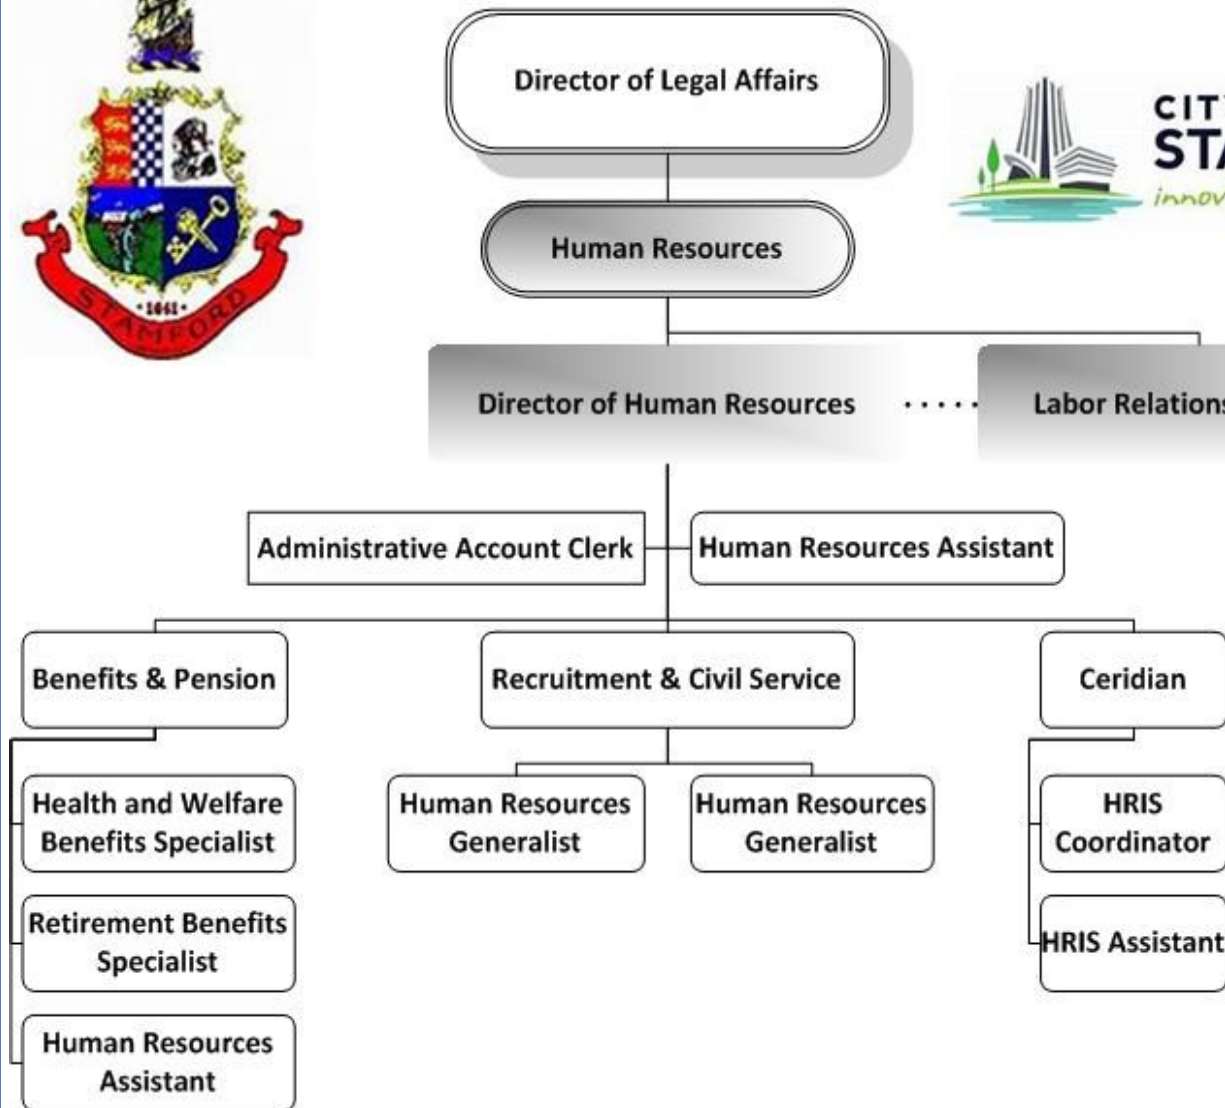 Director of Legal Affairs
CIT
STA
innov
Human Resources
• 1641 •
STAMFORD
Director of Human Resources
Labor Relations
Administrative Account Clerk
Human Resources Assistant
Benefits & Pension
Recruitment & Civil Service
Ceridian
Health and Welfare
Benefits Specialist
Human Resources
Generalist
Human Resources
Generalist
HRIS
Coordinator
Retirement Benefits
Specialist
HRIS Assistant
Human Resources
Assistant